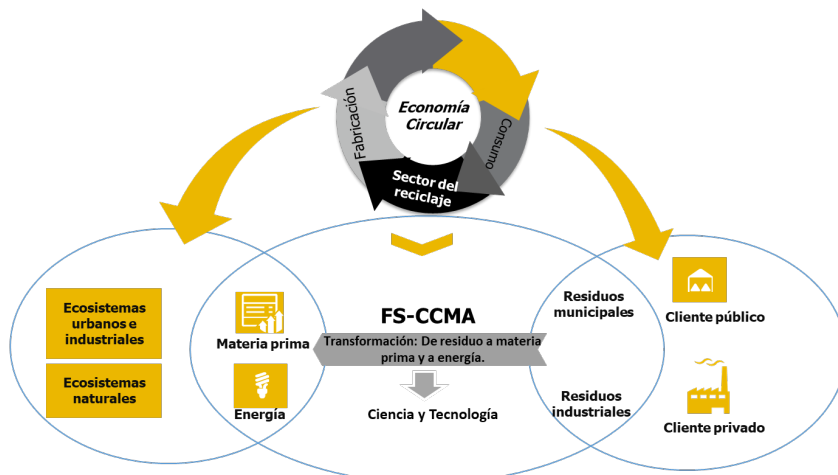 Economía
Circular
Fabricación
Consumo
Sector del
reciclaje
Ecosistemas
urbanos e
industriales
Ecosistemas
naturales
Materia prima
Energía
FS-CCMA
Transformación: De residuo a materia
prima y a energía.
Ciencia y Tecnología
Residuos
municipales
Residuos
industriales
Cliente público
Cliente privado